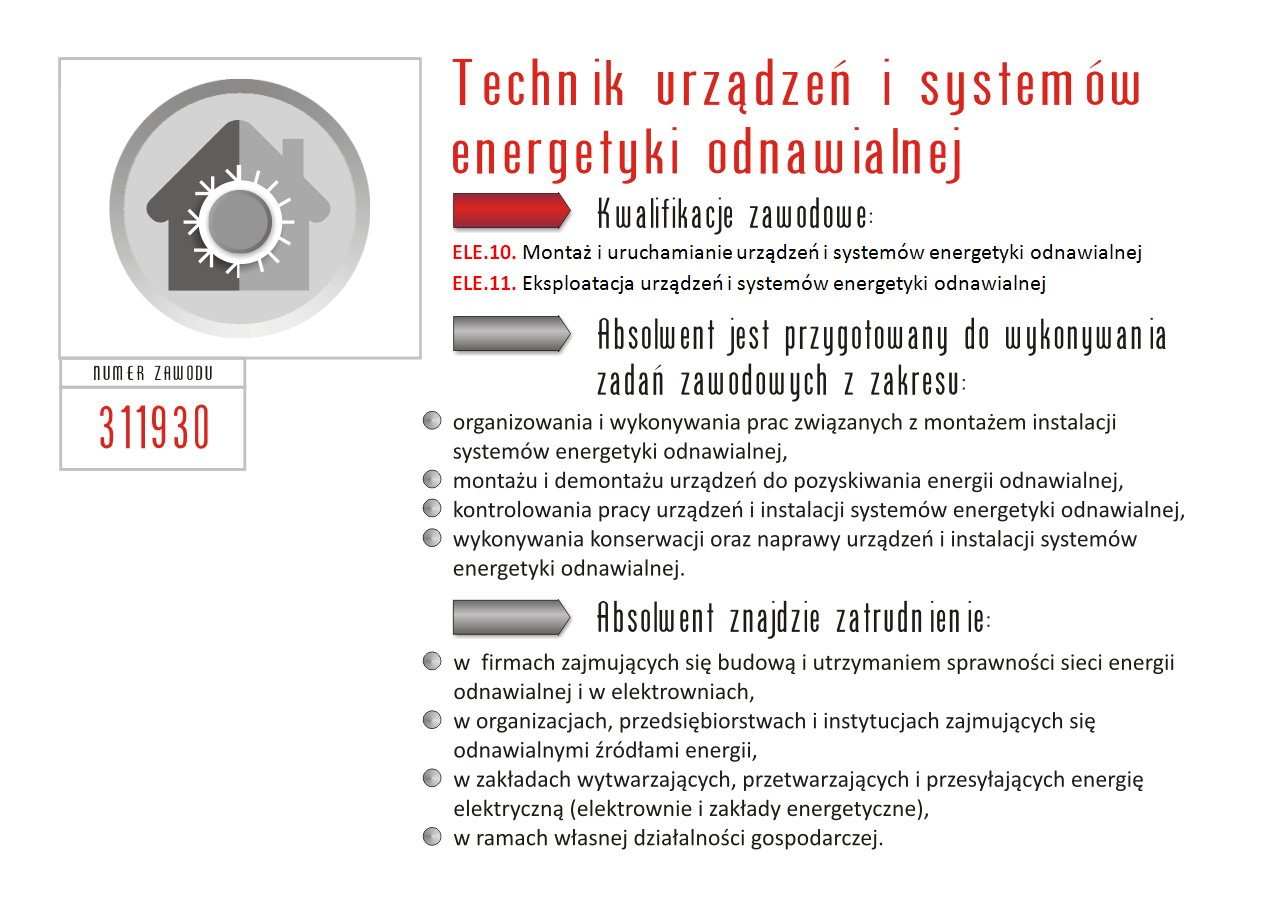 Technik urządzeń i systemów
energetyki odnawialnej
Kwalifikacje zawodowe:
ELE.10. Montaż i uruchamianie urządzeń i systemów energetyki odnawialnej
ELE.11. Eksploatacja urządzeń i systemów energetyki odnawialnej
NUMER ZAWODU
311930
Absolwent jest przygotowany do wykonywania
zadań zawodowych z zakresu:
organizowania i wykonywania prac związanych z montażem instalacji
systemów energetyki odnawialnej,
montażu i demontażu urządzeń do pozyskiwania energii odnawialnej,
kontrolowania pracy urządzeń i instalacji systemów energetyki odnawialnej,
wykonywania konserwacji oraz naprawy urządzeń i instalacji systemów
energetyki odnawialnej.
Absolwent znajdzie zatrudnienie:
w firmach zajmujących się budową i utrzymaniem sprawności sieci energii
odnawialnej i w elektrowniach,
w organizacjach, przedsiębiorstwach i instytucjach zajmujących się
odnawialnymi źródłami energii,
w zakładach wytwarzających, przetwarzających i przesyłających energię
elektryczną (elektrownie i zakłady energetyczne),
w ramach własnej działalności gospodarczej.